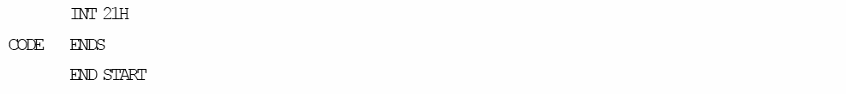 INT 21H
CODE ENDS
END START